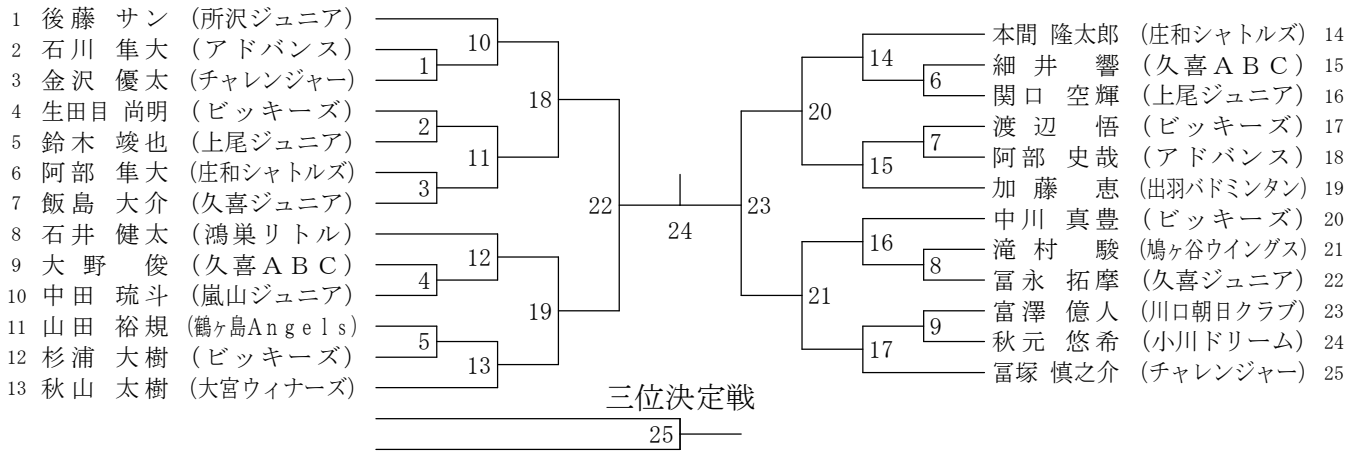 1 後藤 サン (所沢ジュニア)
2 石川 隼大 (アドバンス)
3 金沢 優太 (チャレンジャー)
4 生田目 尚明 (ビッキーズ)
5 鈴木 竣也 (上尾ジュニア)
6 阿部 隼大 (庄和シャトルズ)
7 飯島 大介 (久喜ジュニア)
8 石井 健太 (鴻巣リトル)
9 大野 俊 (久喜ABC)
10 中田 琉斗 (嵐山ジュニア)
11 山田 裕規 (鶴ヶ島Angels)
12 杉浦 大樹 (ビッキーズ)
13 秋山 太樹 (大宮ウィナーズ)
10
1
18
2
11
3
22
12
4
19
5
13
24
本間 隆太郎 (庄和シャトルズ) 14
細井 響 (久喜ABC) 15
関口 空輝 (上尾ジュニア) 16
渡辺 悟 (ビッキーズ) 17
阿部 史哉 (アドバンス) 18
加藤 恵 (出羽バドミンタン) 19
中川 真豊 (ビッキーズ) 20
滝村 駿 (鳩ヶ谷ウイングス) 21
冨永 拓摩 (久喜ジュニア) 22
富澤 億人 (川口朝日クラブ) 23
秋元 悠希 (小川ドリーム) 24
冨塚 慎之介 (チャレンジャー) 25
14
6
20
7
15
23
16
8
21
9
17
三位決定戦
25